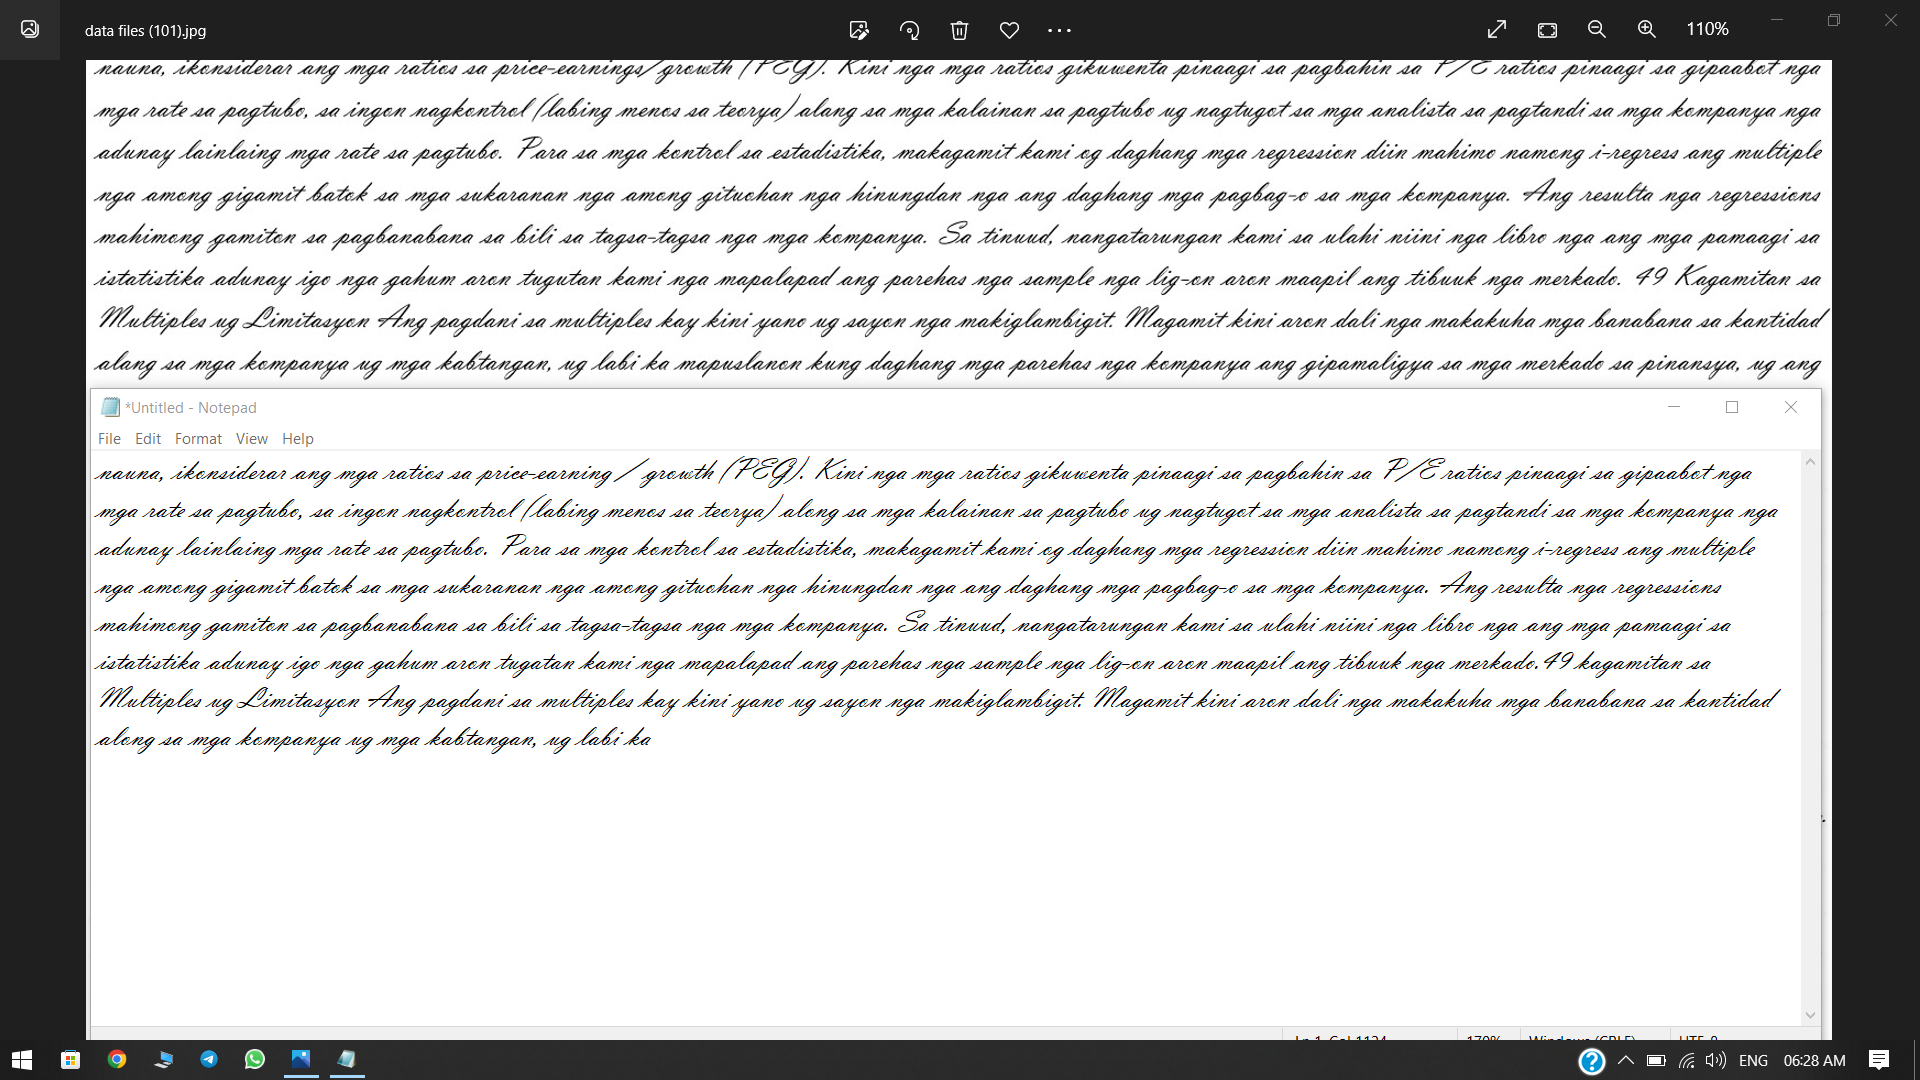 data files (101).jpg
110%
nauna, ikonsiderar ang mga ratios sa price-earnings/growth (PEG). Kini nga mga ratios gikuwenta pinaagi sa pagbahin sa P/E ratios pinaagi sa gipaabot nga
mga rate sa pagtubo, sa ingon nagkontrol (labing menos sa teorya) alang sa mga kalainan sa pagtubo ug nagtugot sa mga analista sa pagtandi sa mga kompanya nga
adunay lainlaing mga rate sa pagtubo. Para sa mga kontrol sa estadistika, makagamit kami og daghang mga regression diin mahimo namong i-regress ang multiple
nga among gigamit batok sa mga sukaranan nga among gituohan nga hinungdan nga ang daghang mga pagbag-o sa mga kompanya. Ang resulta nga regressions
mahimong gamiton sa pagbanabana sa bili sa tagsa-tagsa nga mga kompanya. Sa tinuud, nangatarungan kami sa ulahi niini nga libro nga ang mga pamaagi sa
istatistika adunay igo nga gahum aron tugutan kami nga mapalapad ang parehas nga sample nga lig-on aron maapil ang tibuuk nga merkado. 49 Kagamitan sa
Multiples ug Limitasyon Ang pagdani sa multiples kay kini yano ug sayon nga makiglambigit. Magamit kini aron dali nga makakuha mga banabana sa kantidad
alang sa mga kompanya ug mga kabtangan, ug labi ka mapuslanon kung daghang mga parehas nga kompanya ang gipamaligya sa mga merkado sa pinansya, ug ang
*Untitled - Notepad
File Edit Format View Help
nauna, ikonsiderar ang mga ratios sa price-earning / growth (PEG). Kini nga mga ratios gikuwenta pinaagi sa pagbahin sa P/E ratios pinaagi sa gipaabot nga
mga rate sa pagtubo, sa ingon nagkontrol (labing menos sa teorya) along sa mga kalainan sa pagtubo ug nagtugot sa mga analista sa pagtandi sa mga kompanya nga
adunay lainlaing mga rate sa pagtubo. Para sa mga kontrol sa estadistika, makagamit kami og daghang mga regression diin mahimo namong i-regress ang multiple
nga among gigamit batok sa mga sukaranan nga among gituohan nga hinungdan nga ang daghang mga pagbag-o sa mga kompanya. Ang resulta nga regressions
mahimong gamiton sa pagbanabana sa bili sa tagsa-tagsa nga mga kompanya. Sa tinuud, nangatarungan kami sa ulahi niini nga libro nga ang mga pamaagi sa
istatistika adunay igo nga gahum aron tugatan kami nga mapalapad ang parehas nga sample nga lig-on aron maapil ang tibuuk nga merkado.49 kagamitan sa
Multiples ug Limitasyon Ang pagdani sa multiples kay kini yano ug sayon nga makiglambigit. Magamit kini aron dali nga makakuha mga banabana sa kantidad
along sa mga kompanya ug mga kabtangan, ug labi ka
Ln 1, Col 1124 170% Windows (CRLF) UTF-8
ENG 06:28 AM